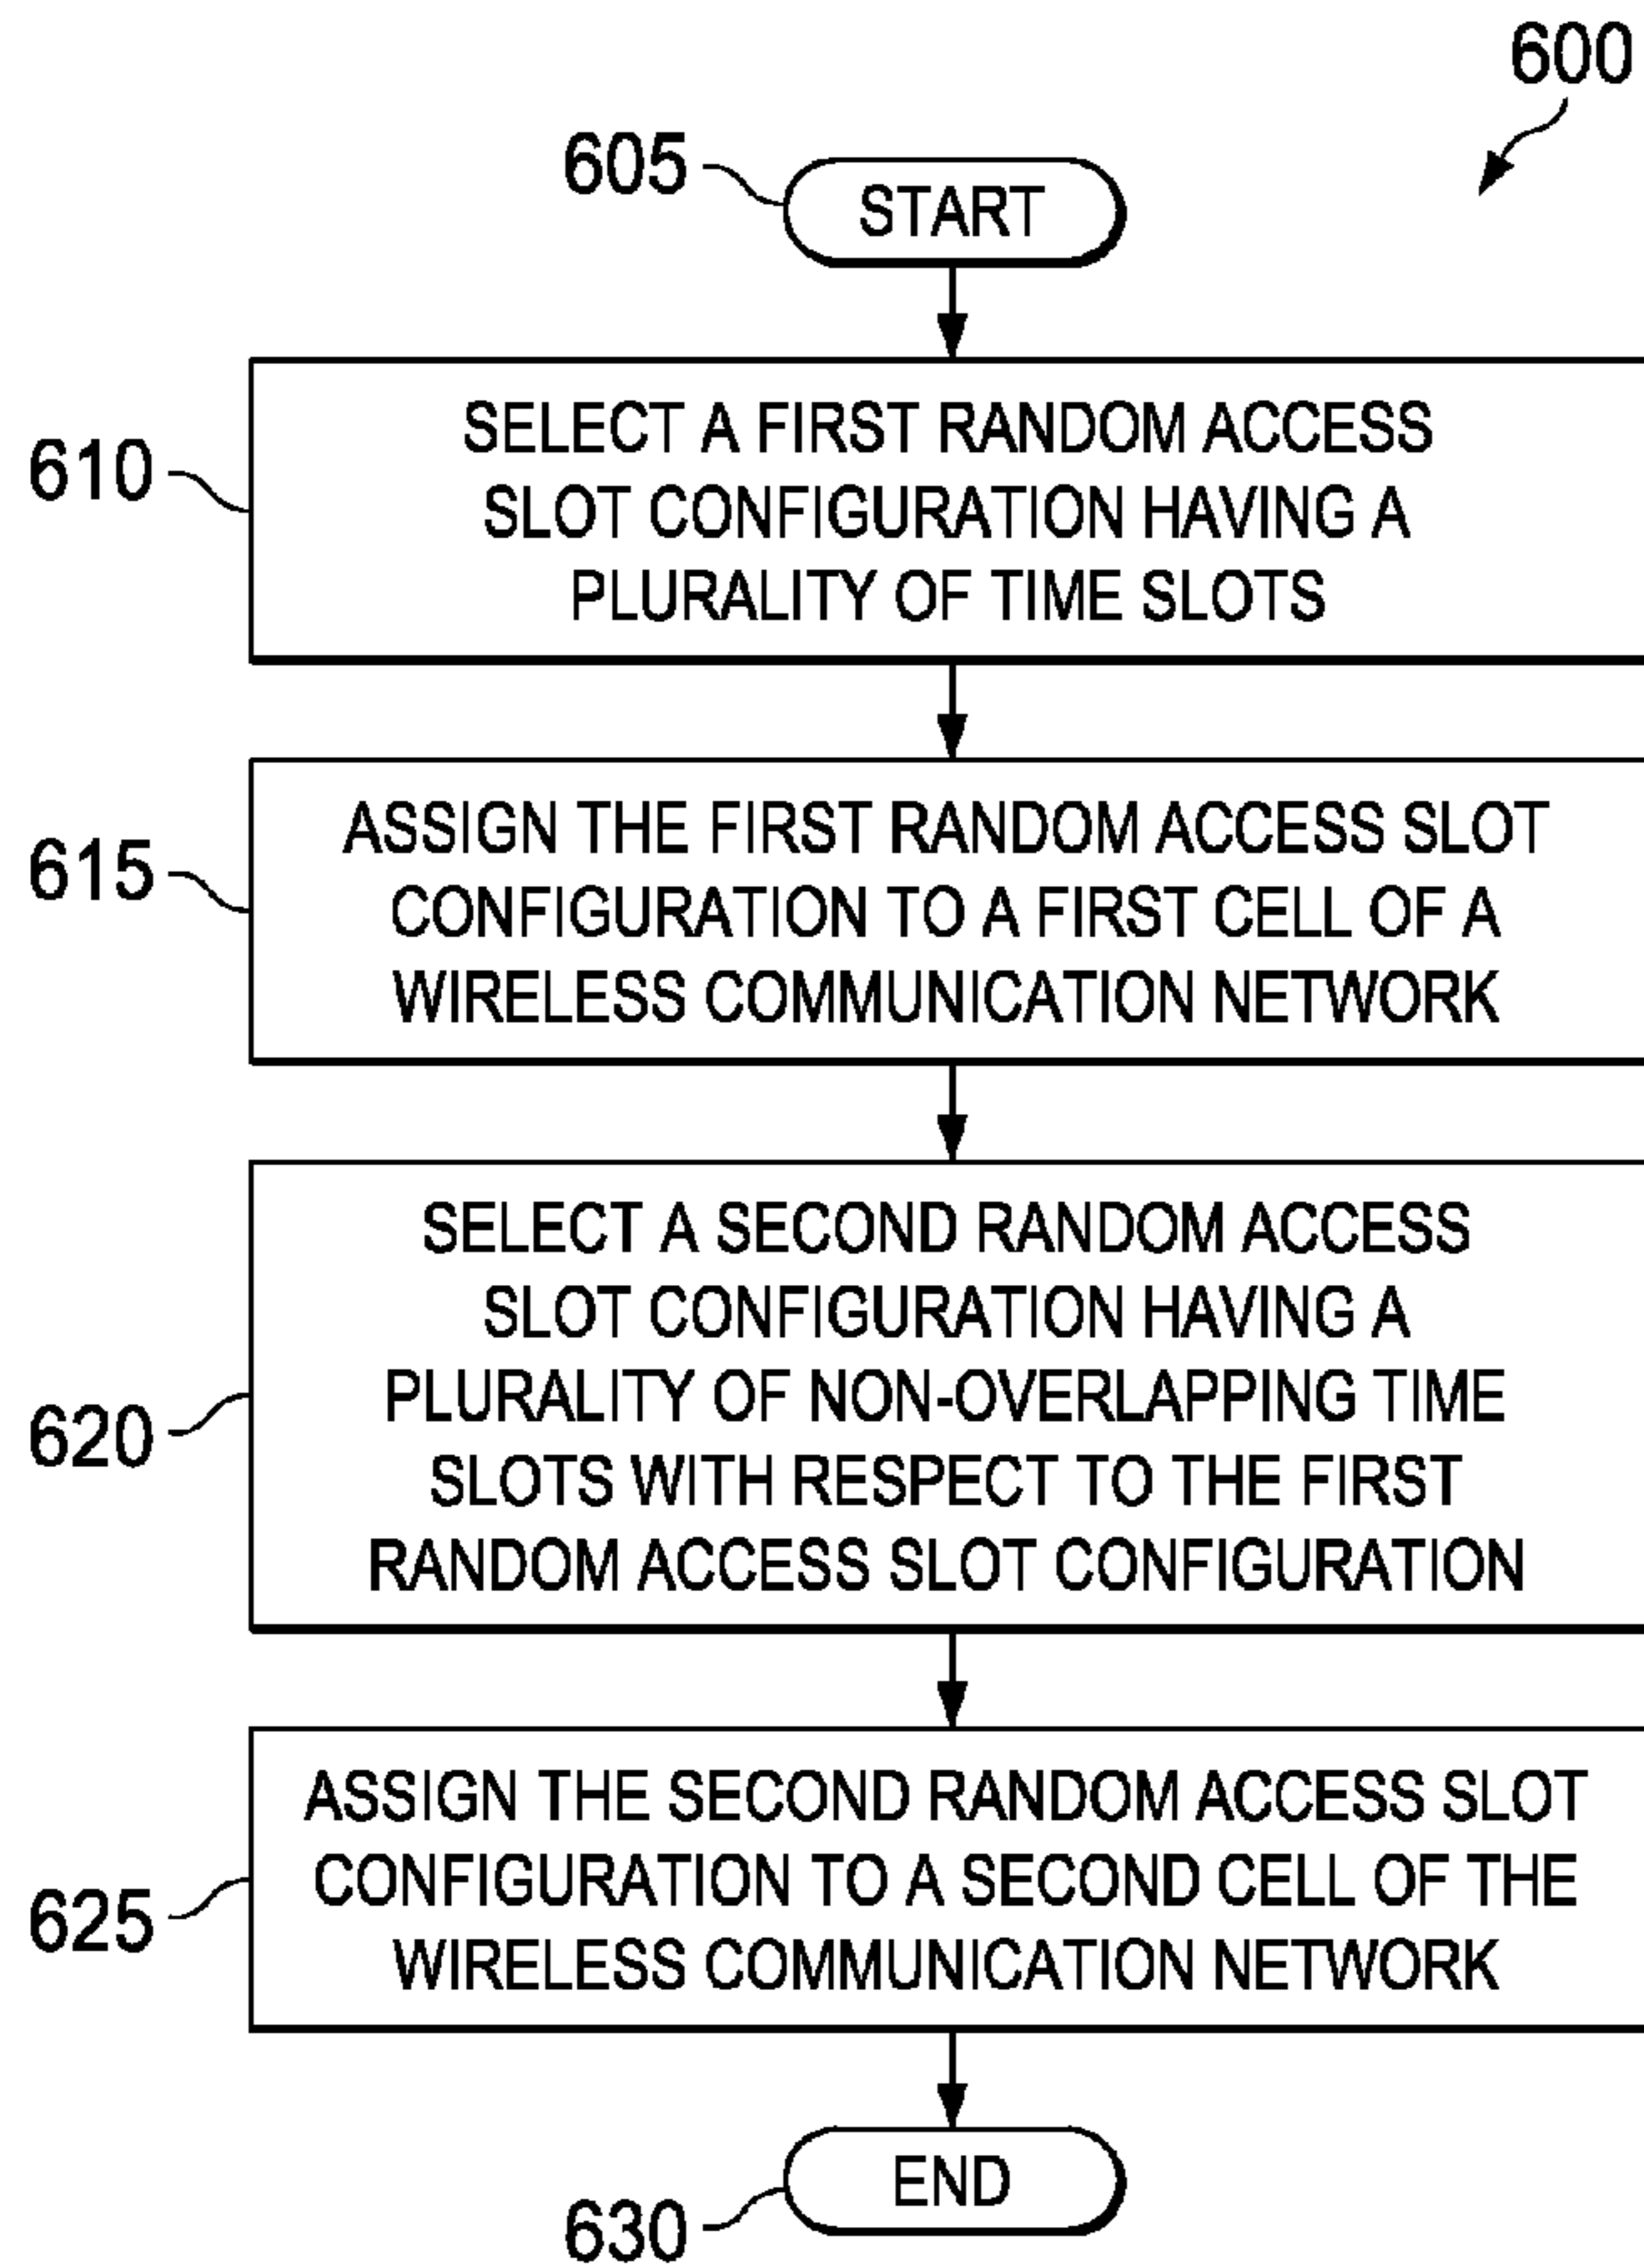 600
605
START
610
SELECT A FIRST RANDOM ACCESS
SLOT CONFIGURATION HAVING A
PLURALITY OF TIME SLOTS
615
ASSIGN THE FIRST RANDOM ACCESS SLOT
CONFIGURATION TO A FIRST CELL OF A
WIRELESS COMMUNICATION NETWORK
620
SELECT A SECOND RANDOM ACCESS
SLOT CONFIGURATION HAVING A
PLURALITY OF NON-OVERLAPPING TIME
SLOTS WITH RESPECT TO THE FIRST
RANDOM ACCESS SLOT CONFIGURATION
625
ASSIGN THE SECOND RANDOM ACCESS SLOT
CONFIGURATION TO A SECOND CELL OF THE
WIRELESS COMMUNICATION NETWORK
END
630